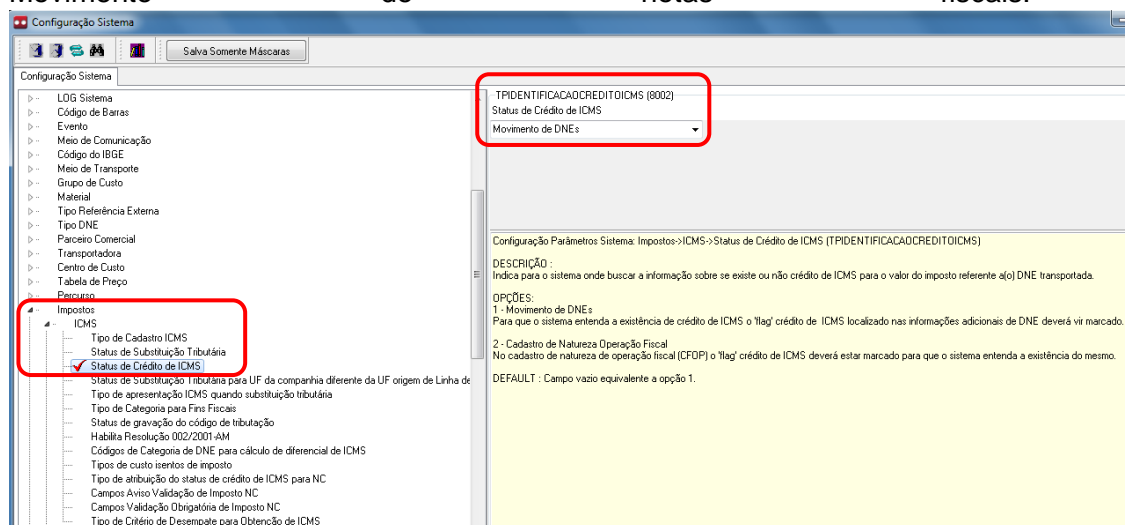 Movimento de notas fiscais.
Configuração Sistema
Salva Somente Máscaras
Configuração Sistema
LOG Sistema
Código de Barras
Evento
Meio de Comunicação
Código do IBGE
Meio de Transporte
Grupo de Custo
Material
Tipo Referência Externa
Tipo DNE
Parceiro Comercial
Transportadora
Centro de Custo
Tabela de Preço
Percurso
Impostos
ICMS
Tipo de Cadastro ICMS
Status de Substituição Tributária
Status de Crédito de ICMS
Status de Substituição Tributária para UF da companhia diferente da UF origem de Linha de
Tipo de apresentação ICMS quando substituição tributária
Tipo de Categoria para Fins Fiscais
Status de gravação do código de tributação
Habilita Resolução 002/2001-AM
Códigos de Categoria de DNE para cálculo de diferencial de ICMS
Tipos de custo isentos de imposto
Tipo de atribuição do status de crédito de ICMS para NC
Campos Aviso Validação de Imposto NC
Campos Validação Obrigatória de Imposto NC
Tipo de Critério de Desempate para Obtenção de ICMS
TPIDENTIFICACAOCREDITOICMS (8002)
Status de Crédito de ICMS
Movimento de DNEs
Configuração Parâmetros Sistema: Impostos->ICMS->Status de Crédito de ICMS (TPIDENTIFICACAOCREDITOICMS)
DESCRIÇÃO :
Indica para o sistema onde buscar a informação sobre se existe ou não crédito de ICMS para o valor do imposto referente a(o) DNE transportada.
OPÇÕES:
1 - Movimento de DNEs
Para que o sistema entenda a existência de crédito de ICMS o 'flag' crédito de ICMS localizado nas informações adicionais de DNE deverá vir marcado.
2 - Cadastro de Natureza Operação Fiscal
No cadastro de natureza de operação fiscal (CFOP) o 'flag' crédito de ICMS deverá estar marcado para que o sistema entenda a existência do mesmo.
DEFAULT : Campo vazio equivalente a opção 1.